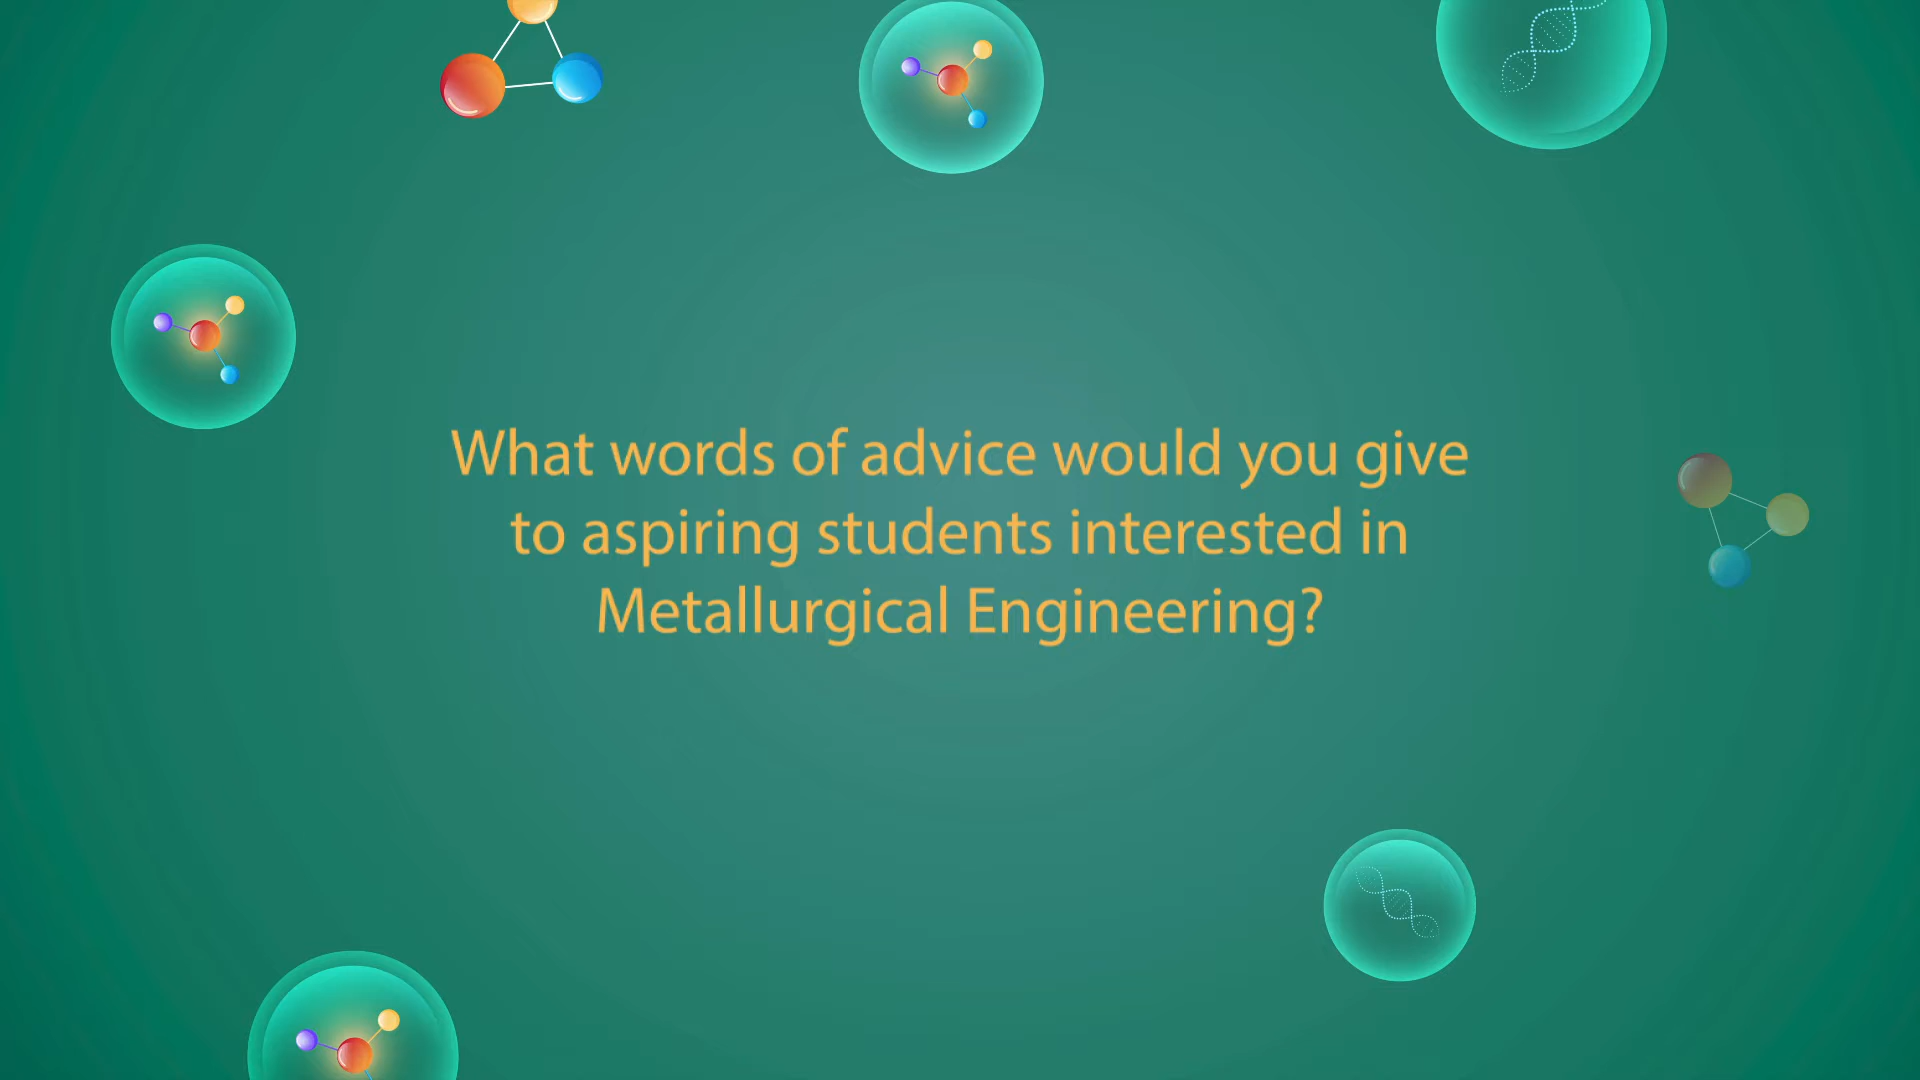 What words of advice would you give
to aspiring students interested in
Metallurgical Engineering?